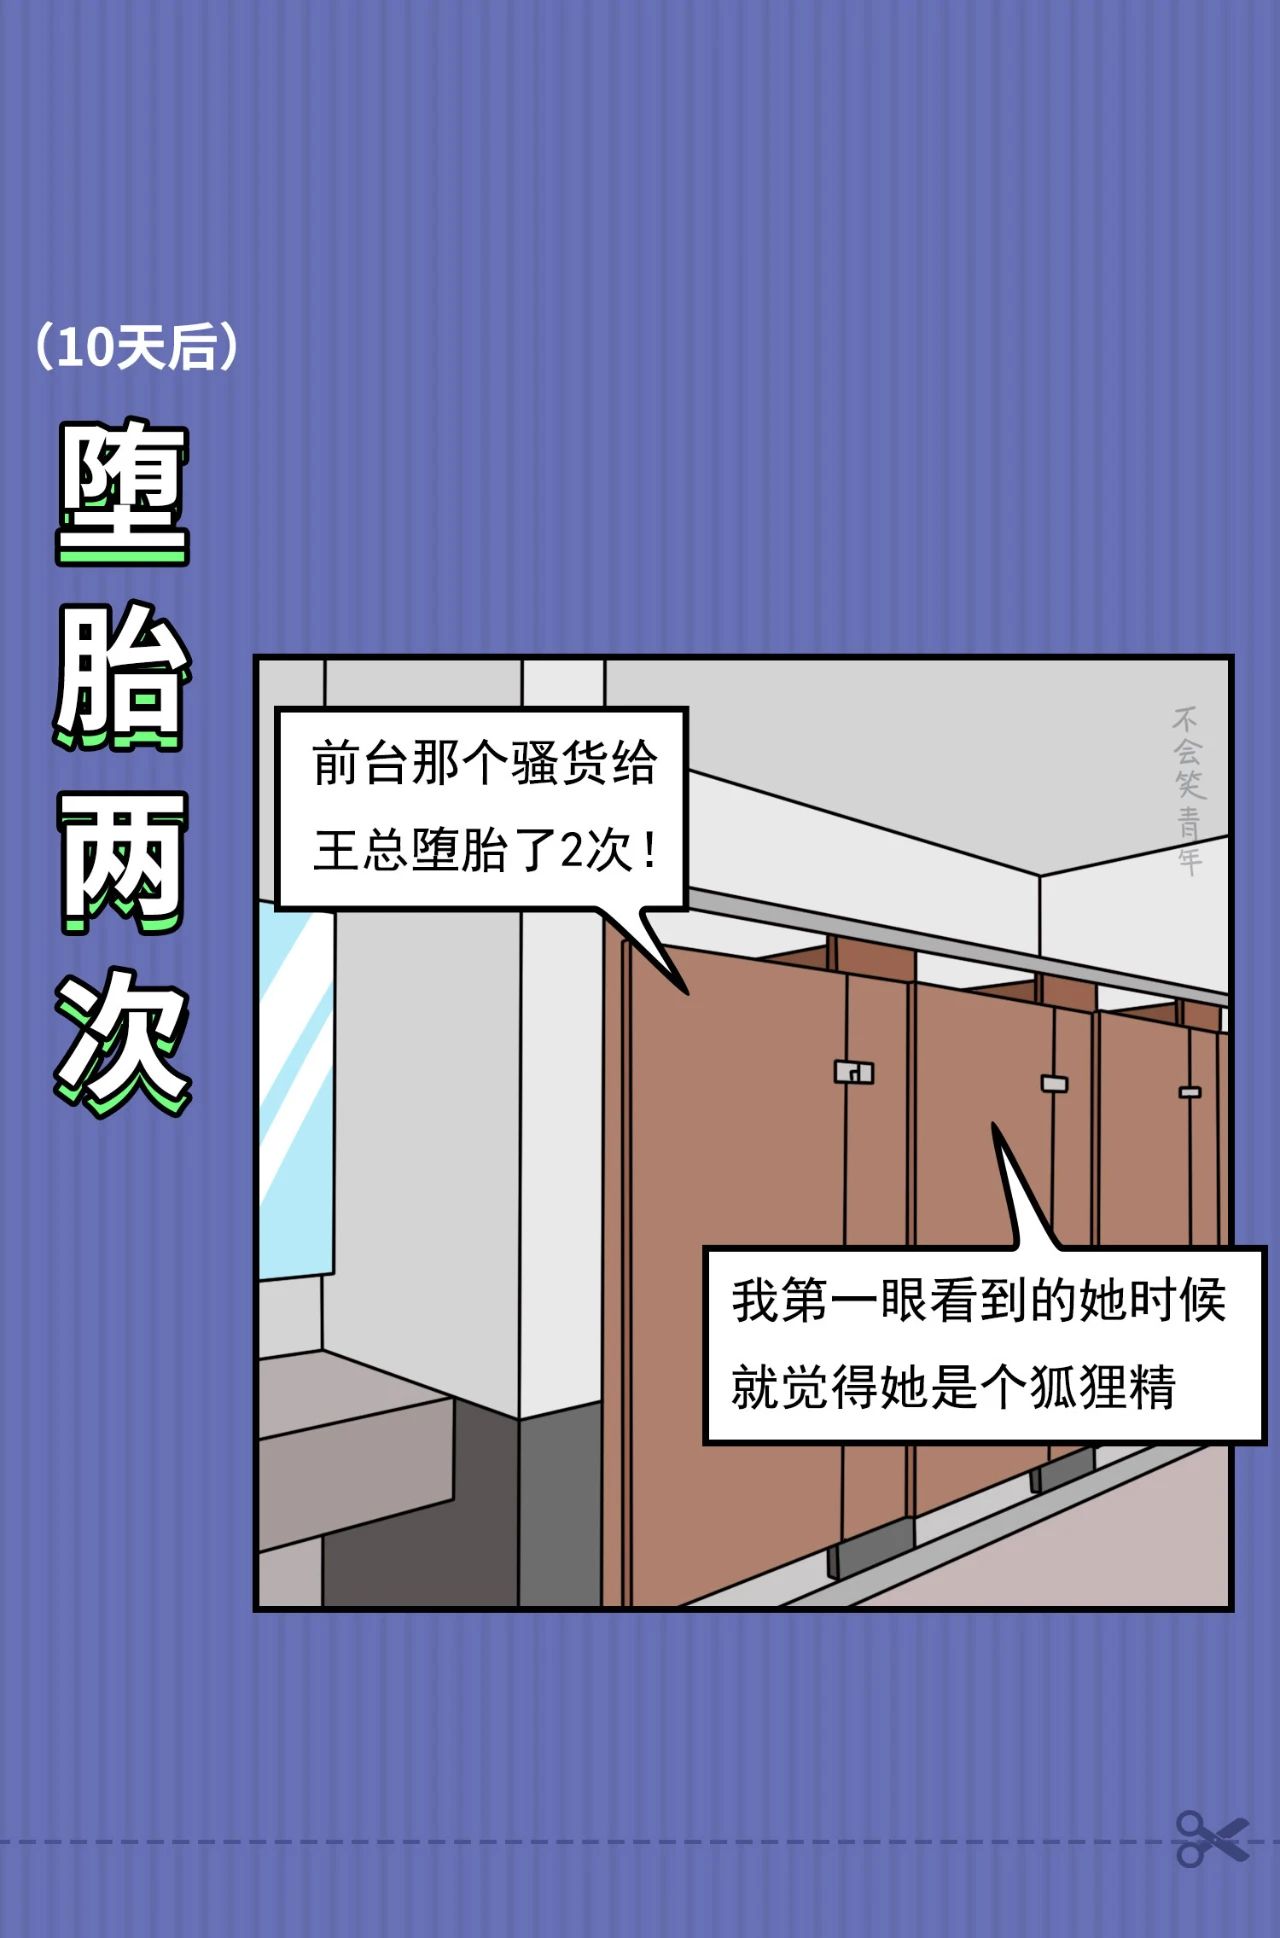 （10天后）
堕胎两次
前台那个骚货给
王总堕胎了2次！
不会笑青年
我第一眼看到的她时候
就觉得她是个狐狸精